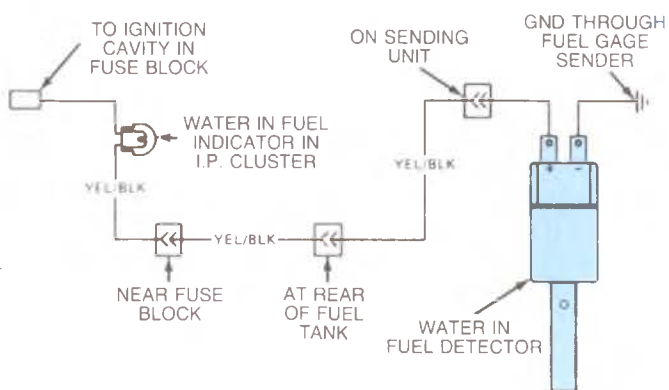 TO IGNITION
CAVITY IN
FUSE BLOCK
ON SENDING
UNIT
GND THROUGH
FUEL GAGE
SENDER
WATER IN FUEL
INDICATOR IN
I.P. CLUSTER
YEL/BLK
YEL/BLK
YEL/BLK
+ −
NEAR FUSE
BLOCK
AT REAR
OF FUEL
TANK
WATER IN
FUEL DETECTOR